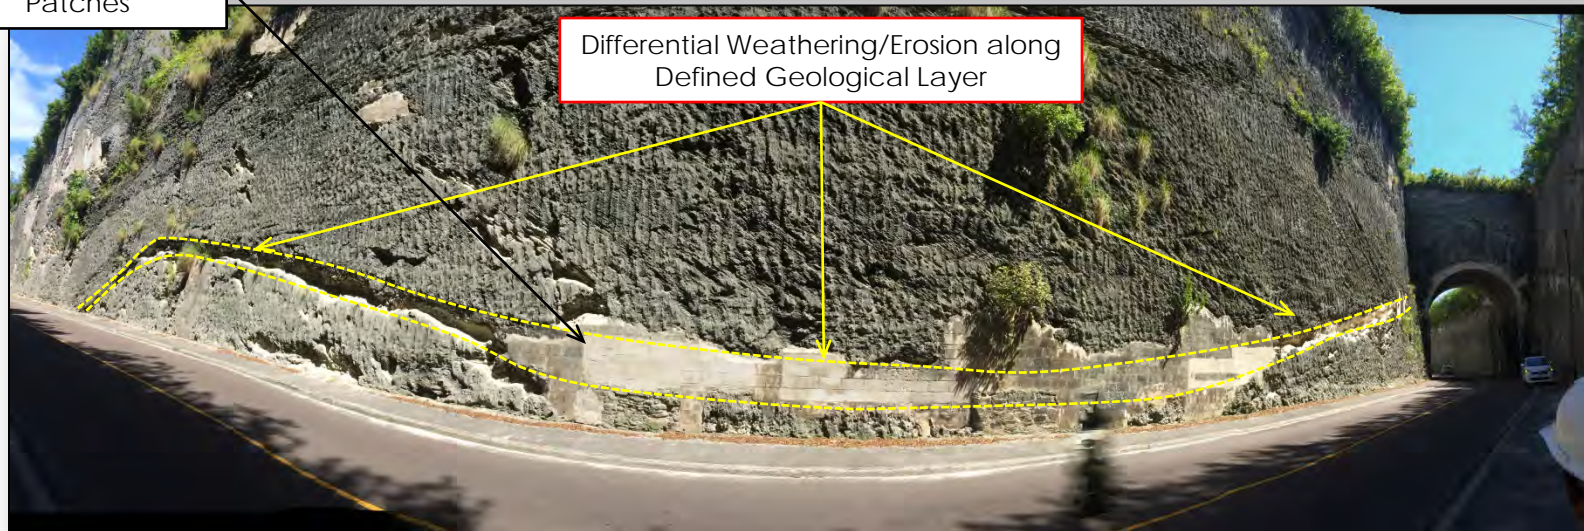 Patches
Differential Weathering/Erosion along
Defined Geological Layer